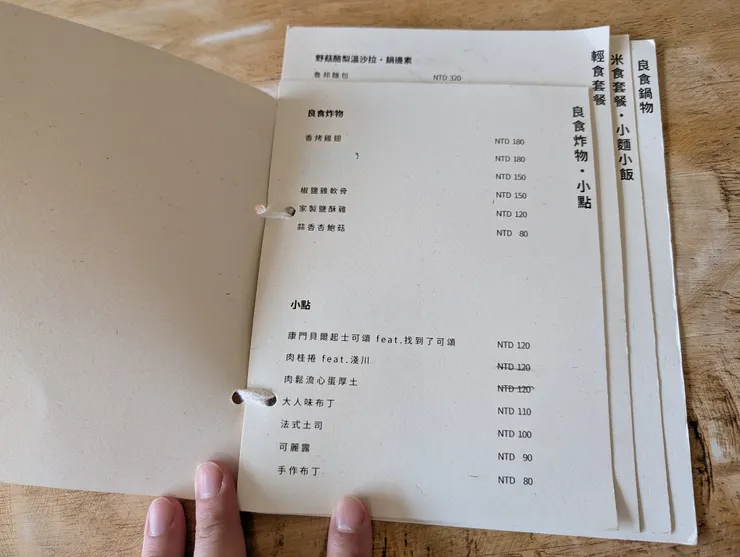 野菇酪梨溫沙拉・鍋邊素
魯邦麵包 NTD 320
良食炸物
香烤雞翅 NTD 180
NTD 180
NTD 150
椒鹽雞軟骨 NTD 150
家製鹽酥雞 NTD 120
蒜香杏鮑菇 NTD 80
小點
康門貝爾起士可頌 feat.找到了可頌 NTD 120
肉桂捲 feat.淺川 NTD 120
肉鬆流心蛋厚土 NTD 120
大人味布丁 NTD 110
法式土司 NTD 100
可麗露 NTD 90
手作布丁 NTD 80
良食炸物・小點
輕食套餐
米食套餐・小麵小飯
良食鍋物